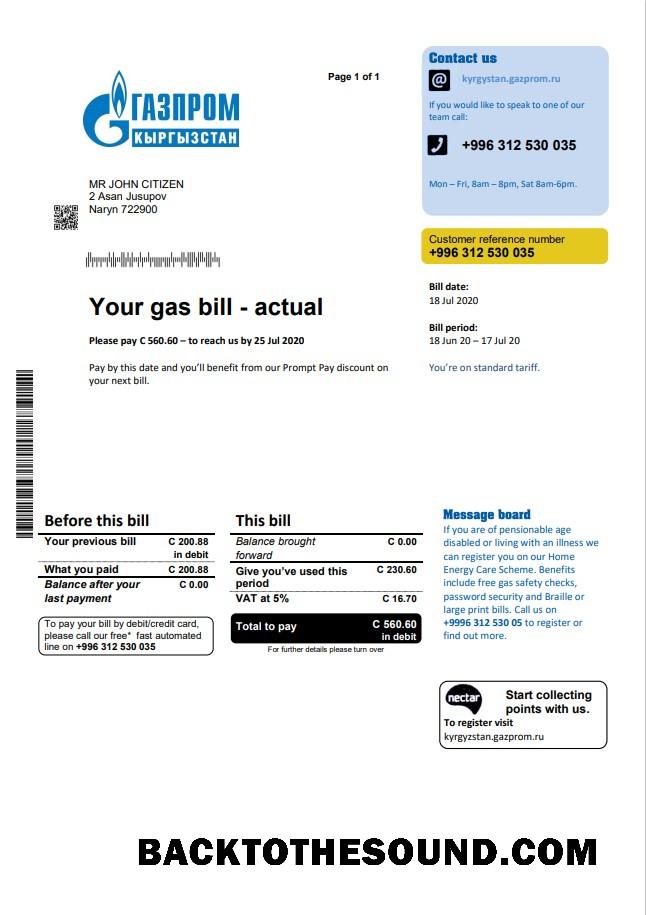 Page 1 of 1
ГАЗПРОМ
КЫРГЫЗСТАН
MR JOHN CITIZEN
2 Asan Jusupov
Naryn 722900
Contact us
@ kyrgystan.gazprom.ru
If you would like to speak to one of our
team call:
+996 312 530 035
Mon – Fri, 8am – 8pm, Sat 8am-6pm.
Customer reference number
+996 312 530 035
Your gas bill - actual
Please pay C 560.60 – to reach us by 25 Jul 2020
Pay by this date and you’ll benefit from our Prompt Pay discount on
your next bill.
Bill date:
18 Jul 2020
Bill period:
18 Jun 20 – 17 Jul 20
You’re on standard tariff.
Before this bill
Your previous bill C 200.88
in debit
What you paid C 200.88
Balance after your C 0.00
last payment
To pay your bill by debit/credit card,
please call our free* fast automated
line on +996 312 530 035
This bill
Balance brought C 0.00
forward
Give you’ve used this C 230.60
period
VAT at 5% C 16.70
Total to pay C 560.60
in debit
For further details please turn over
Message board
If you are of pensionable age
disabled or living with an illness we
can register you on our Home
Energy Care Scheme. Benefits
include free gas safety checks,
password security and Braille or
large print bills. Call us on
+9996 312 530 05 to register or
find out more.
nectar
Start collecting
points with us.
To register visit
kyrgyzstan.gazprom.ru
BACKTOTHESOUND.COM